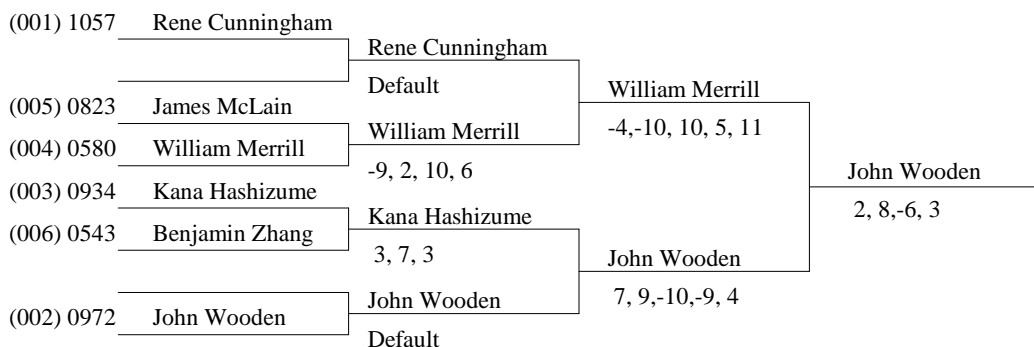 (001) 1057 Rene Cunningham
Rene Cunningham
Default
William Merrill
-4,-10, 10, 5, 11
(005) 0823 James McLain
William Merrill
(004) 0580 William Merrill
-9, 2, 10, 6
John Wooden
2, 8,-6, 3
(003) 0934 Kana Hashizume
Kana Hashizume
(006) 0543 Benjamin Zhang
3, 7, 3
John Wooden
7, 9,-10,-9, 4
John Wooden
(002) 0972 John Wooden
Default